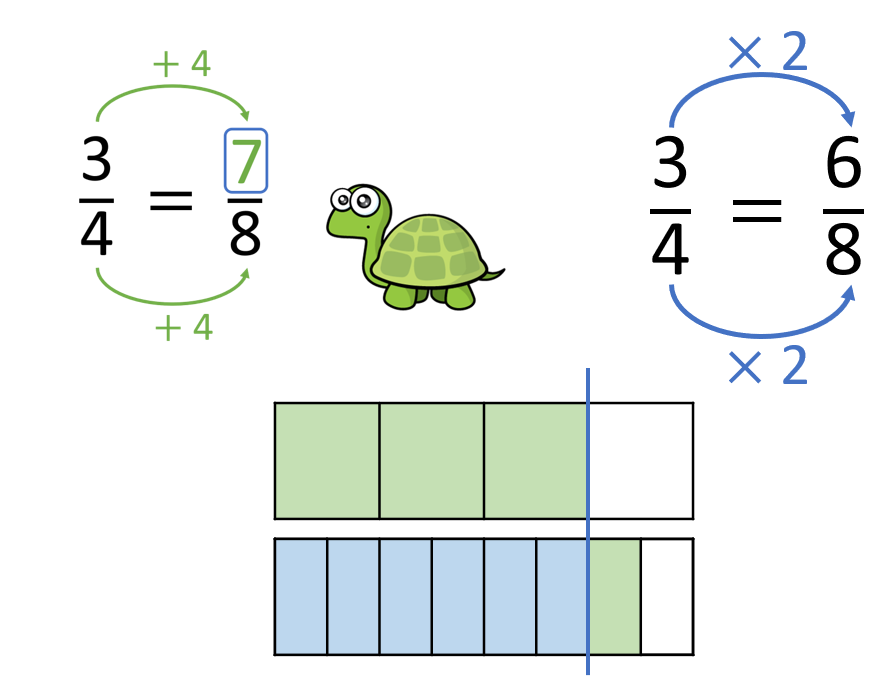 + 4
3/4 = 7/8
+ 4
× 2
3/4 = 6/8
× 2